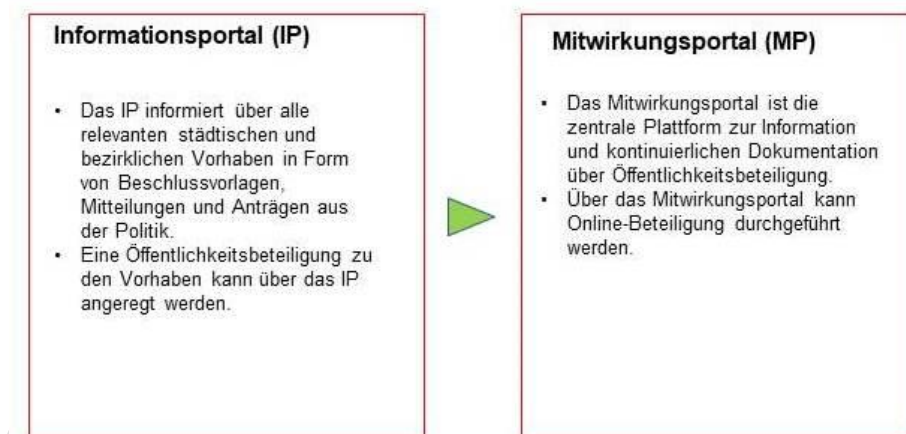 Informationsportal (IP)
• Das IP informiert über alle
relevanten städtischen und
bezirklichen Vorhaben in Form
von Beschlussvorlagen,
Mitteilungen und Anträgen aus
der Politik.
• Eine Öffentlichkeitsbeteiligung zu
den Vorhaben kann über das IP
angeregt werden.
Mitwirkungsportal (MP)
• Das Mitwirkungsportal ist die
zentrale Plattform zur Information
und kontinuierlichen Dokumentation
über Öffentlichkeitsbeteiligung.
• Über das Mitwirkungsportal kann
Online-Beteiligung durchgeführt
werden.